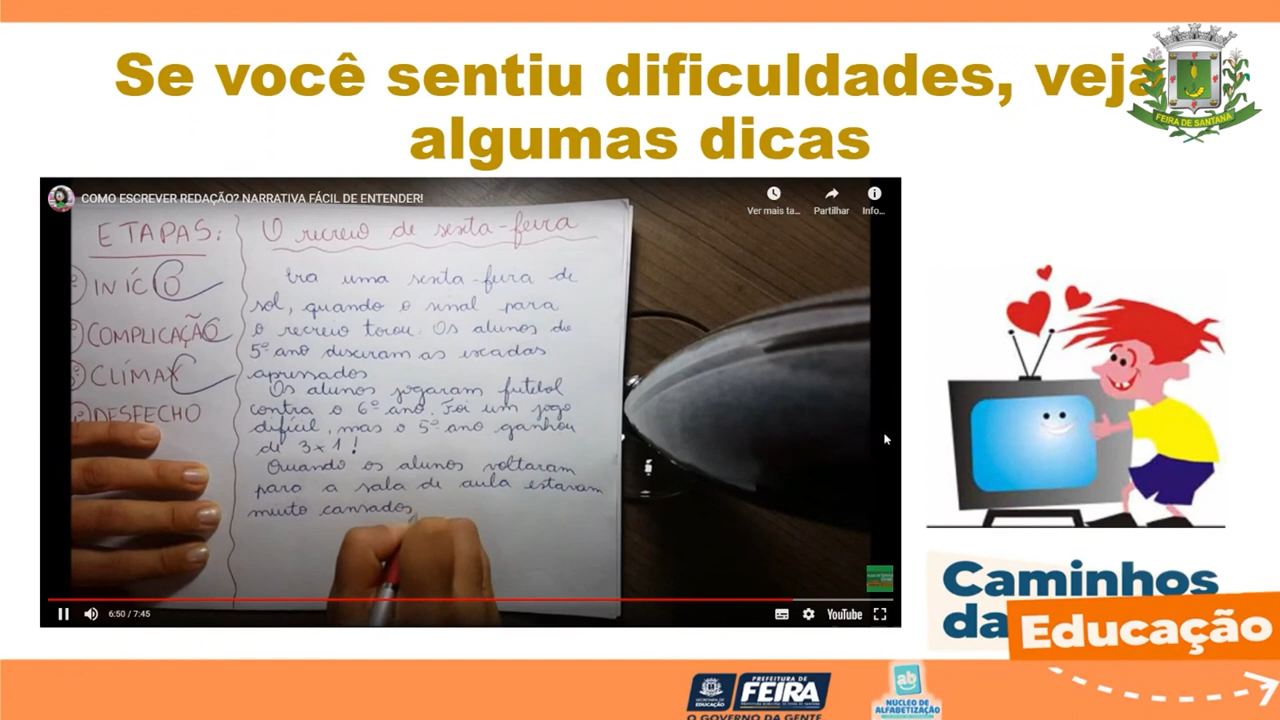 Se você sentiu dificuldades, veja
algumas dicas
FEIRA DE SANTANA
COMO ESCREVER REDAÇÃO? NARRATIVA FÁCIL DE ENTENDER!
Ver mais ta...
Partilhar
Info...
ETAPAS:
INÍCIO
COMPLICAÇÃO
CLÍMAX
DESFECHO
O recreio de sexta-feira
Era uma sexta-feira de
sol, quando o sinal para
o recreio tocou. Os alunos do
5º ano desceram as escadas
apressados
Os alunos jogaram futebol
contra o 6º ano. Foi um jogo
difícil, mas o 5º ano ganhou
de 3x1!
Quando os alunos voltaram
para a sala de aula estavam
muito cansados
6:50 / 7:45
YouTube
Caminhos
da Educação
SECRETARIA DE
EDUCAÇÃO
PREFEITURA DE
FEIRA
O GOVERNO DA GENTE
ab
NÚCLEO DE
ALFABETIZAÇÃO